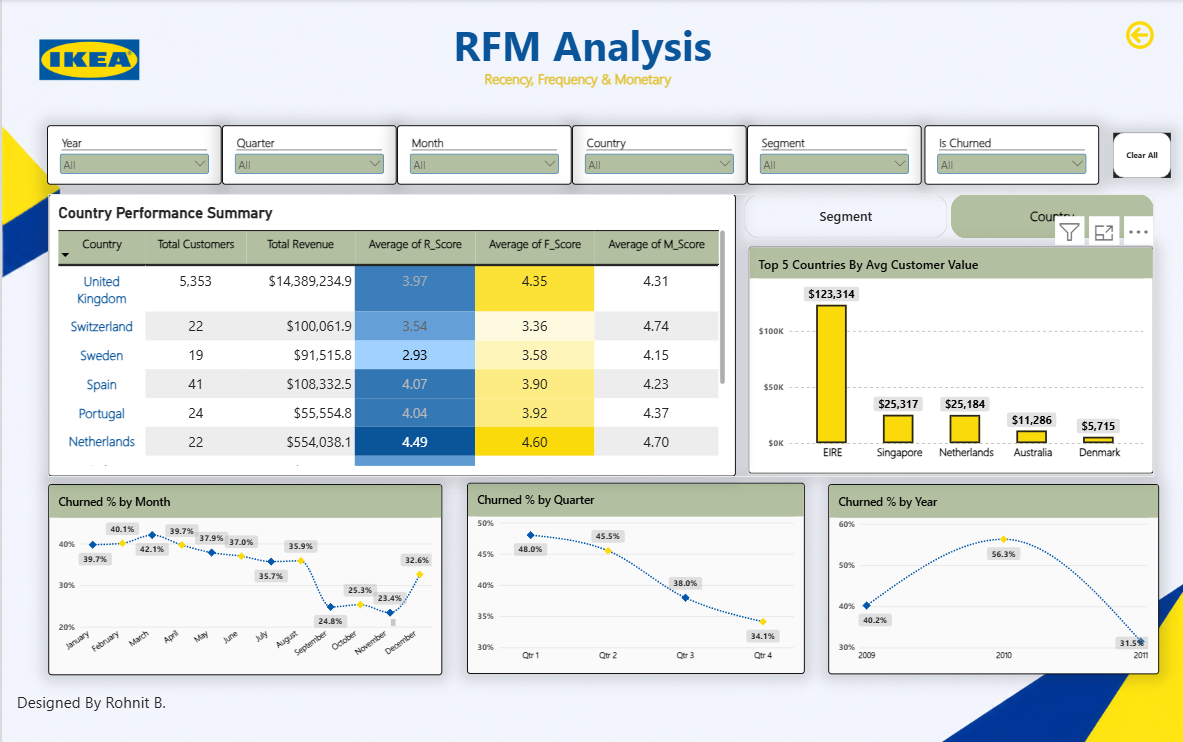 IKEA
RFM Analysis
Recency, Frequency & Monetary
Year
All
Quarter
All
Month
All
Country
All
Segment
All
Is Churned
All
Clear All
Country Performance Summary
Country Total Customers Total Revenue Average of R_Score Average of F_Score Average of M_Score
United Kingdom 5,353 $14,389,234.9 3.97 4.35 4.31
Switzerland 22 $100,061.9 3.54 3.36 4.74
Sweden 19 $91,515.8 2.93 3.58 4.15
Spain 41 $108,332.5 4.07 3.90 4.23
Portugal 24 $55,554.8 4.04 3.92 4.37
Netherlands 22 $554,038.1 4.49 4.60 4.70
Segment
Country
Top 5 Countries By Avg Customer Value
$123,314
$100K
$50K
$0K
$25,317
$25,184
$11,286
$5,715
EIRE Singapore Netherlands Australia Denmark
Churned % by Month
40%
30%
20%
39.7%
40.1%
42.1%
39.7%
37.9%
37.0%
35.7%
35.9%
24.8%
25.3%
23.4%
32.6%
January February March April May June July August September October November December
Churned % by Quarter
50%
45%
40%
35%
30%
48.0%
45.5%
38.0%
34.1%
Qtr 1 Qtr 2 Qtr 3 Qtr 4
Churned % by Year
60%
50%
40%
30%
40.2%
56.3%
31.5%
2009 2010 2011
Designed By Rohnit B.